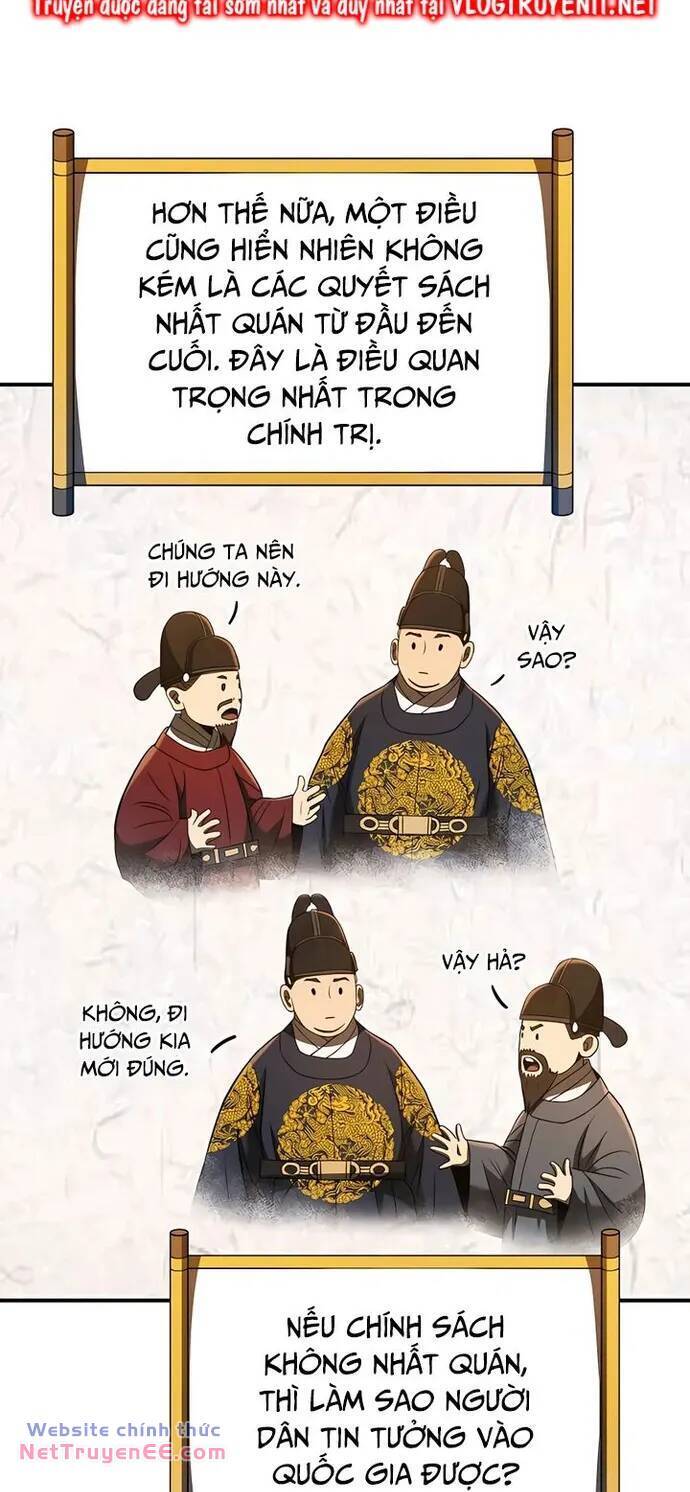 Truyện được đăng tải sớm nhất và duy nhất tại VLOGTRUYEN1.NET
HƠN THẾ NỮA, MỘT ĐIỀU
CŨNG HIỂN NHIÊN KHÔNG
KÉM LÀ CÁC QUYẾT SÁCH
NHẤT QUÁN TỪ ĐẦU ĐẾN
CUỐI. ĐÂY LÀ ĐIỀU QUAN
TRỌNG NHẤT TRONG
CHÍNH TRỊ.
CHÚNG TA NÊN
ĐI HƯỚNG NÀY.
VẬY
SAO?
VẬY HẢ?
KHÔNG, ĐI
HƯỚNG KIA
MỚI ĐÚNG.
NẾU CHÍNH SÁCH
KHÔNG NHẤT QUÁN,
THÌ LÀM SAO NGƯỜI
DÂN TIN TƯỞNG VÀO
QUỐC GIA ĐƯỢC?
Website chính thức
NetTruyenEE.com